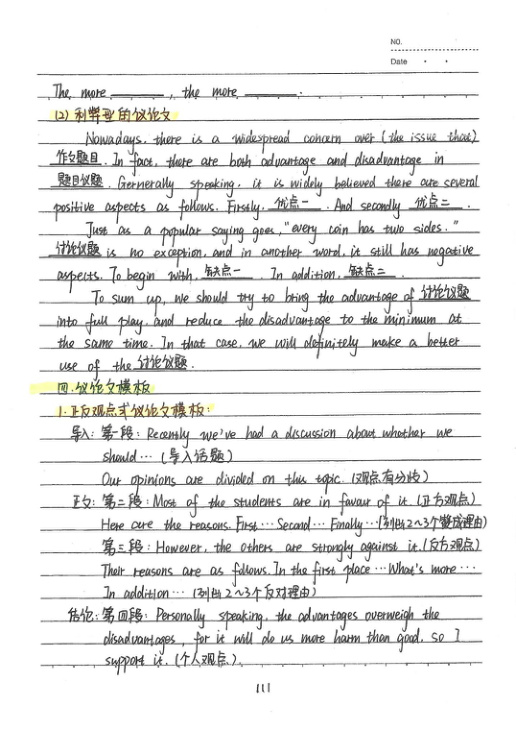 NO.
Date
The more ________, the more ________.
(2) 利弊型的议论文
Nowadays, there is a widespread concern over (the issue that)
作文题目. In fact, there are both advantage and disadvantage in
题目议题. Gernerally speaking, it is widely believed there are several
positive aspects as follows. Firstly, 优点一. And secondly 优点二.
Just as a popular saying goes, "every coin has two sides."
讨论议题 is no exception, and in another word, it still has negative
aspects. To begin with, 缺点一. In addition, 缺点二.
To sum up, we should try to bring the advantage of 讨论议题
into full play, and reduce the disadvantage to the minimum at
the same time. In that case, we will definitely make a better
use of the 讨论议题.
四. 议论文模板
1. 正反观点式议论文模板:
导入: 第一段: Recently we've had a discussion about whether we
should… (导入话题)
Our opinions are divided on this topic. (观点有分歧)
正文: 第二段: Most of the students are in favour of it. (正方观点)
Here are the reasons. First… Second… Finally… (列出2~3个赞成理由)
第三段: However, the others are strongly against it. (反方观点)
Their reasons are as follows. In the first place… What's more…
In addition… (列出2~3个反对理由)
结论: 第四段: Personally speaking, the advantages overweigh the
disadvantages, for it will do us more harm than good, so I
support it. (个人观点).